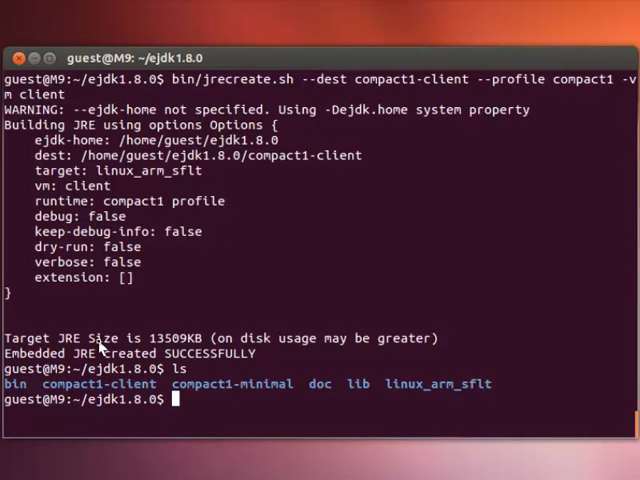 guest@M9: ~/ejdk1.8.0
guest@M9:~/ejdk1.8.0$ bin/jrecreate.sh --dest compact1-client --profile compact1 -v
m client
WARNING: --ejdk-home not specified. Using -Dejdk.home system property
Building JRE using options Options {
    ejdk-home: /home/guest/ejdk1.8.0
    dest: /home/guest/ejdk1.8.0/compact1-client
    target: linux_arm_sflt
    vm: client
    runtime: compact1 profile
    debug: false
    keep-debug-info: false
    dry-run: false
    verbose: false
    extension: []
}
Target JRE Size is 13509KB (on disk usage may be greater)
Embedded JRE created SUCCESSFULLY
guest@M9:~/ejdk1.8.0$ ls
bin  compact1-client  compact1-minimal  doc  lib  linux_arm_sflt
guest@M9:~/ejdk1.8.0$